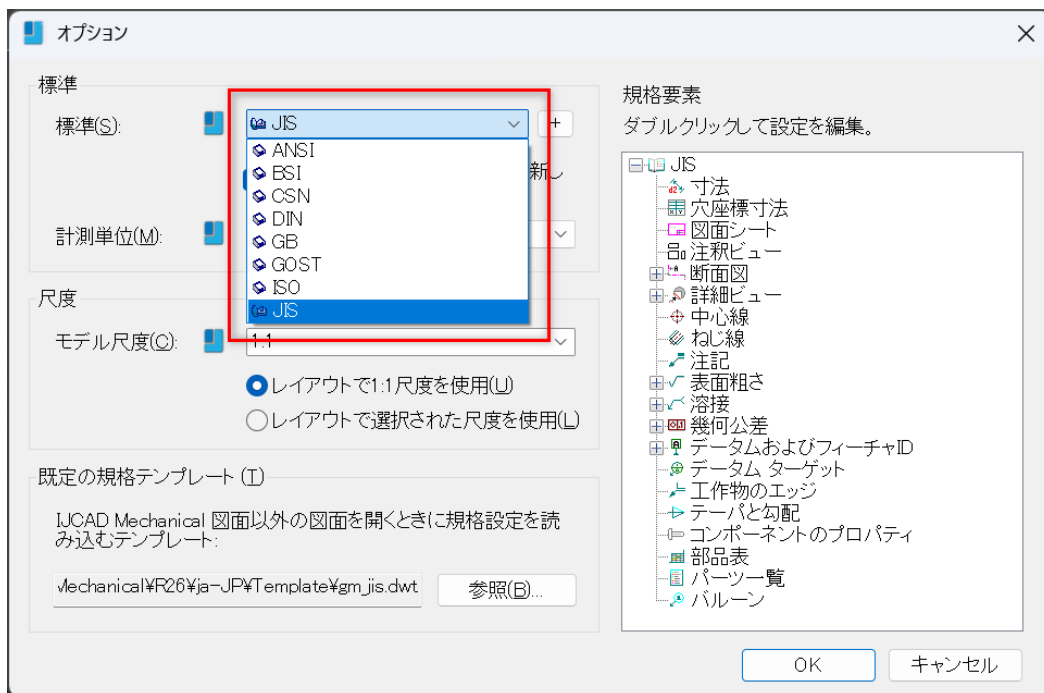 オプション
標準
標準(S):
JIS
+
ANSI
BSI
CSN
DIN
GB
GOST
ISO
JIS
新し
計測単位(M):
尺度
モデル尺度(C):
1:1
レイアウトで1:1尺度を使用(U)
レイアウトで選択された尺度を使用(L)
既定の規格テンプレート (T)
IJCAD Mechanical 図面以外の図面を開くときに規格設定を読
み込むテンプレート:
Mechanical¥R26¥ja-JP¥Template¥gm_jis.dwt
参照(B)...
規格要素
ダブルクリックして設定を編集。
JIS
寸法
穴座標寸法
図面シート
注釈ビュー
断面図
詳細ビュー
中心線
ねじ線
注記
表面粗さ
溶接
幾何公差
データムおよびフィーチャID
データム ターゲット
工作物のエッジ
テーパと勾配
コンポーネントのプロパティ
部品表
パーツ一覧
バルーン
OK
キャンセル